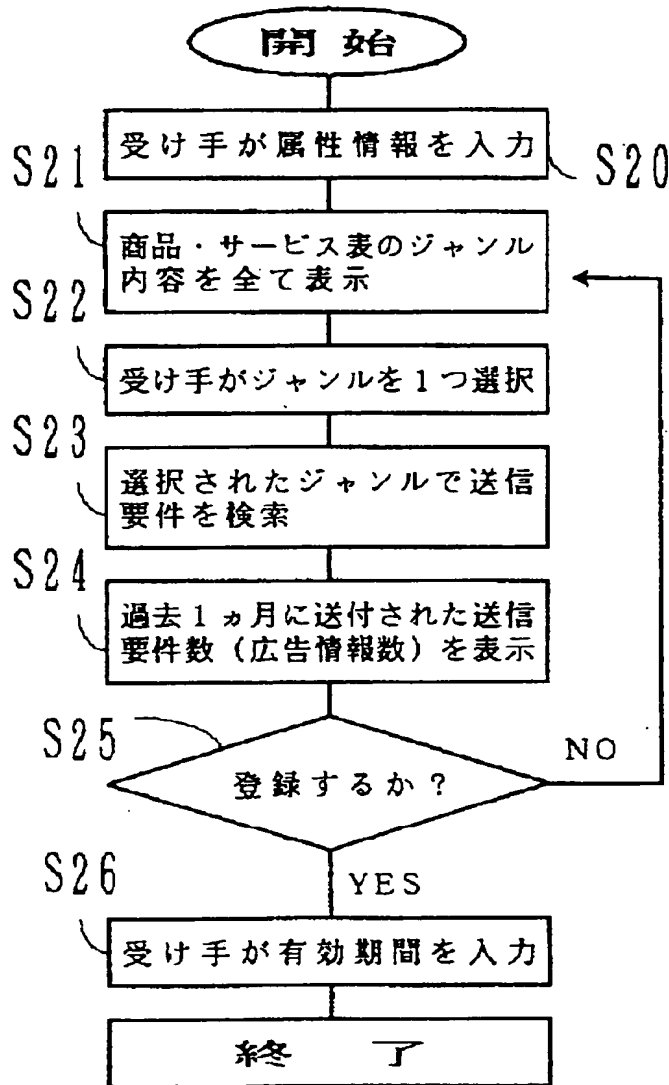 開始
受け手が属性情報を入力
S20
S21
商品・サービス表のジャンル
内容を全て表示
S22
受け手がジャンルを1つ選択
S23
選択されたジャンルで送信
要件を検索
S24
過去1ヵ月に送付された送信
要件数（広告情報数）を表示
S25
登録するか？
NO
YES
S26
受け手が有効期間を入力
終了